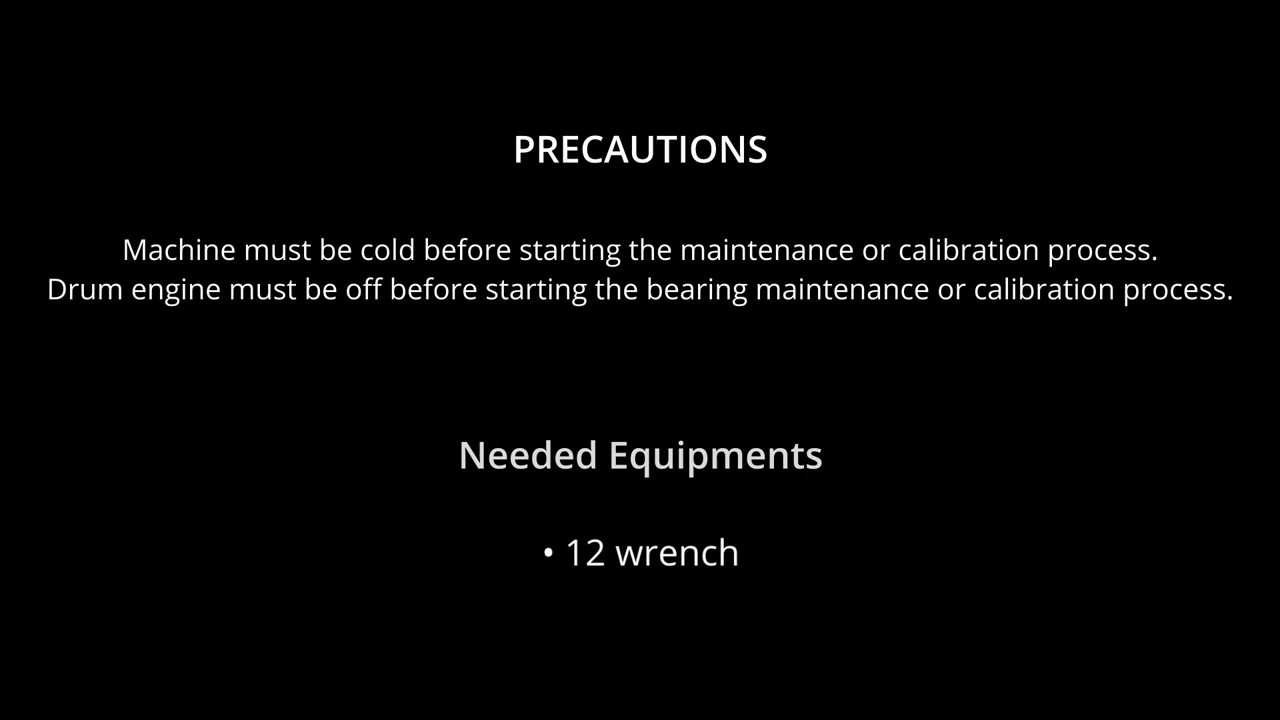 PRECAUTIONS
Machine must be cold before starting the maintenance or calibration process.
Drum engine must be off before starting the bearing maintenance or calibration process.
Needed Equipments
• 12 wrench